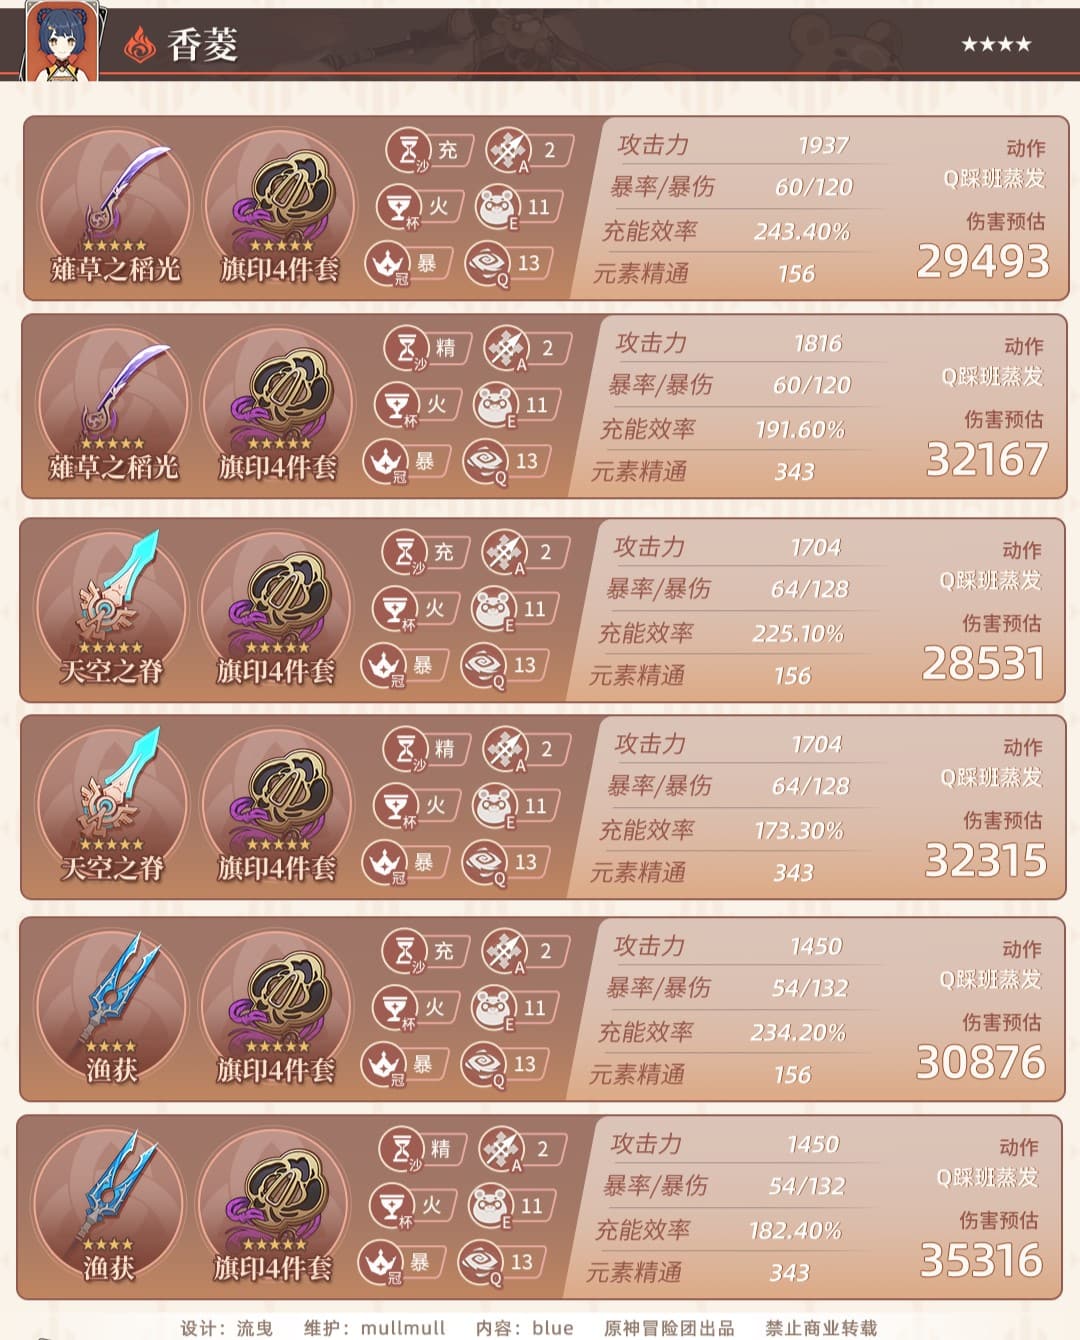 香菱
沙 充 A 2
杯 火 E 11
冠 暴 Q 13
薙草之稻光 旗印4件套
攻击力 1937
暴率/暴伤 60/120
充能效率 243.40%
元素精通 156
动作
Q踩班蒸发
伤害预估
29493
沙 精 A 2
杯 火 E 11
冠 暴 Q 13
薙草之稻光 旗印4件套
攻击力 1816
暴率/暴伤 60/120
充能效率 191.60%
元素精通 343
动作
Q踩班蒸发
伤害预估
32167
沙 充 A 2
杯 火 E 11
冠 暴 Q 13
天空之脊 旗印4件套
攻击力 1704
暴率/暴伤 64/128
充能效率 225.10%
元素精通 156
动作
Q踩班蒸发
伤害预估
28531
沙 精 A 2
杯 火 E 11
冠 暴 Q 13
天空之脊 旗印4件套
攻击力 1704
暴率/暴伤 64/128
充能效率 173.30%
元素精通 343
动作
Q踩班蒸发
伤害预估
32315
沙 充 A 2
杯 火 E 11
冠 暴 Q 13
渔获 旗印4件套
攻击力 1450
暴率/暴伤 54/132
充能效率 234.20%
元素精通 156
动作
Q踩班蒸发
伤害预估
30876
沙 精 A 2
杯 火 E 11
冠 暴 Q 13
渔获 旗印4件套
攻击力 1450
暴率/暴伤 54/132
充能效率 182.40%
元素精通 343
动作
Q踩班蒸发
伤害预估
35316
设计：流曳 维护：mullmull 内容：blue 原神冒险团出品 禁止商业转载